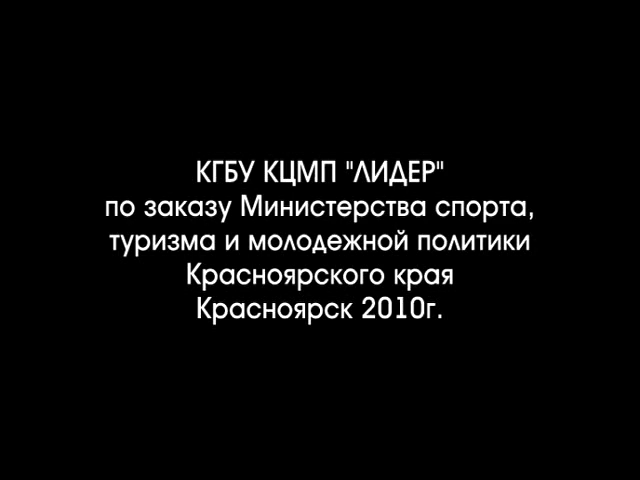 КГБУ КЦМП "ЛИДЕР"
по заказу Министерства спорта,
туризма и молодежной политики
Красноярского края
Красноярск 2010г.